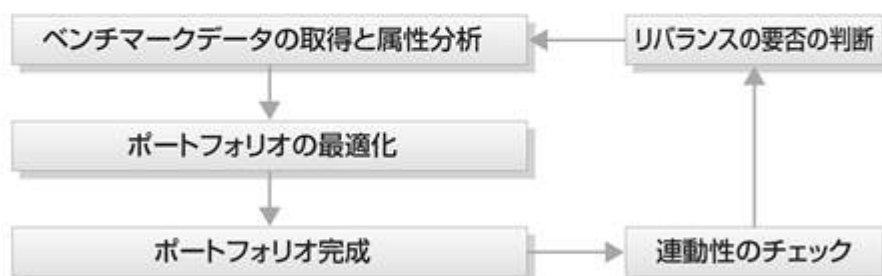 ベンチマークデータの取得と属性分析
リバランスの要否の判断
ポートフォリオの最適化
ポートフォリオ完成
連動性のチェック